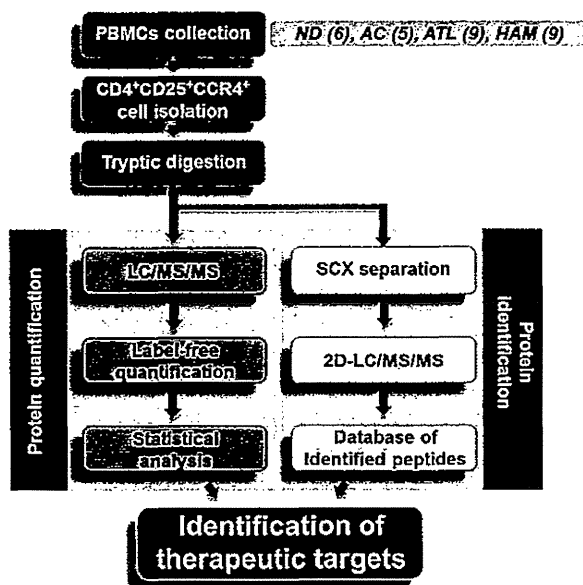 PBMCs collection
ND (6), AC (5), ATL (9), HAM (9)
CD4⁺CD25⁺CCR4⁺
cell isolation
Tryptic digestion
Protein quantification
LC/MS/MS
Label-free
quantification
Statistical
analysis
SCX separation
2D-LC/MS/MS
Database of
identified peptides
Protein
identification
Identification of
therapeutic targets